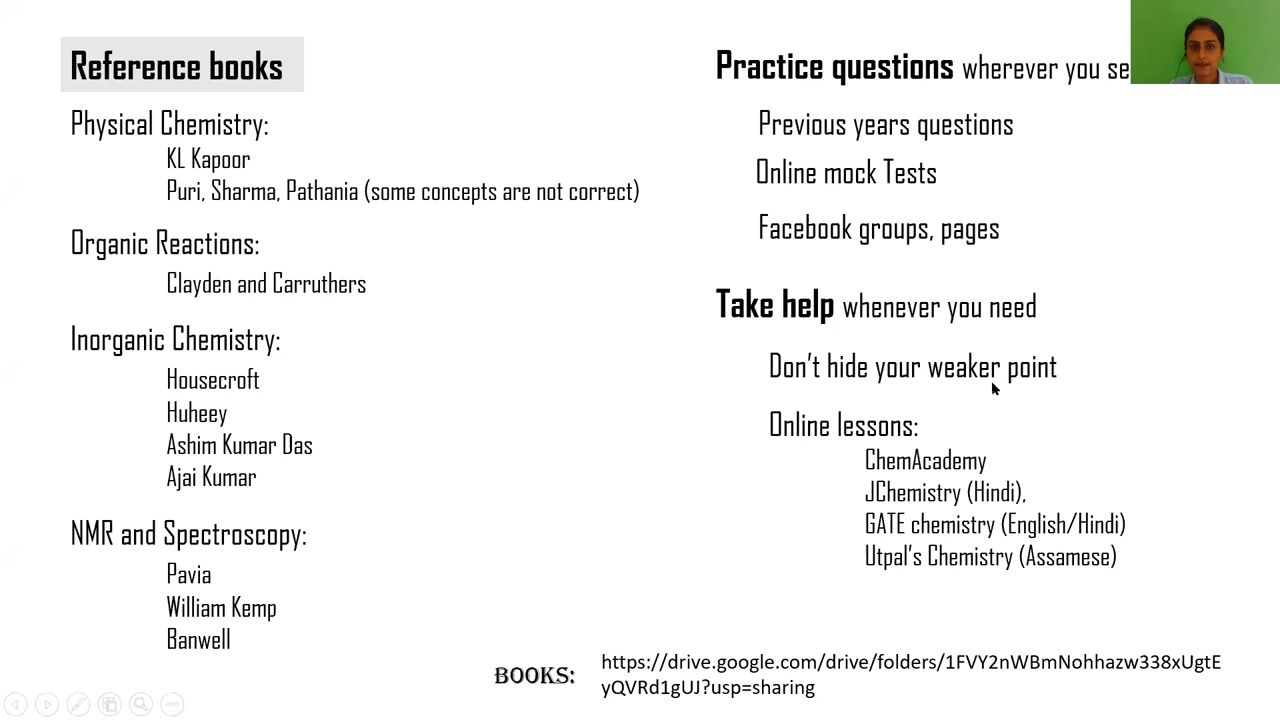 Reference books
Physical Chemistry:
KL Kapoor
Puri, Sharma, Pathania (some concepts are not correct)
Organic Reactions:
Clayden and Carruthers
Inorganic Chemistry:
Housecroft
Huheey
Ashim Kumar Das
Ajai Kumar
NMR and Spectroscopy:
Pavia
William Kemp
Banwell
Practice questions wherever you se
Previous years questions
Online mock Tests
Facebook groups, pages
Take help whenever you need
Don't hide your weaker point
Online lessons:
ChemAcademy
JChemistry (Hindi),
GATE chemistry (English/Hindi)
Utpal's Chemistry (Assamese)
BOOKS:
https://drive.google.com/drive/folders/1FVY2nWBmNohhazw338xUgtE
yQVRd1gUJ?usp=sharing